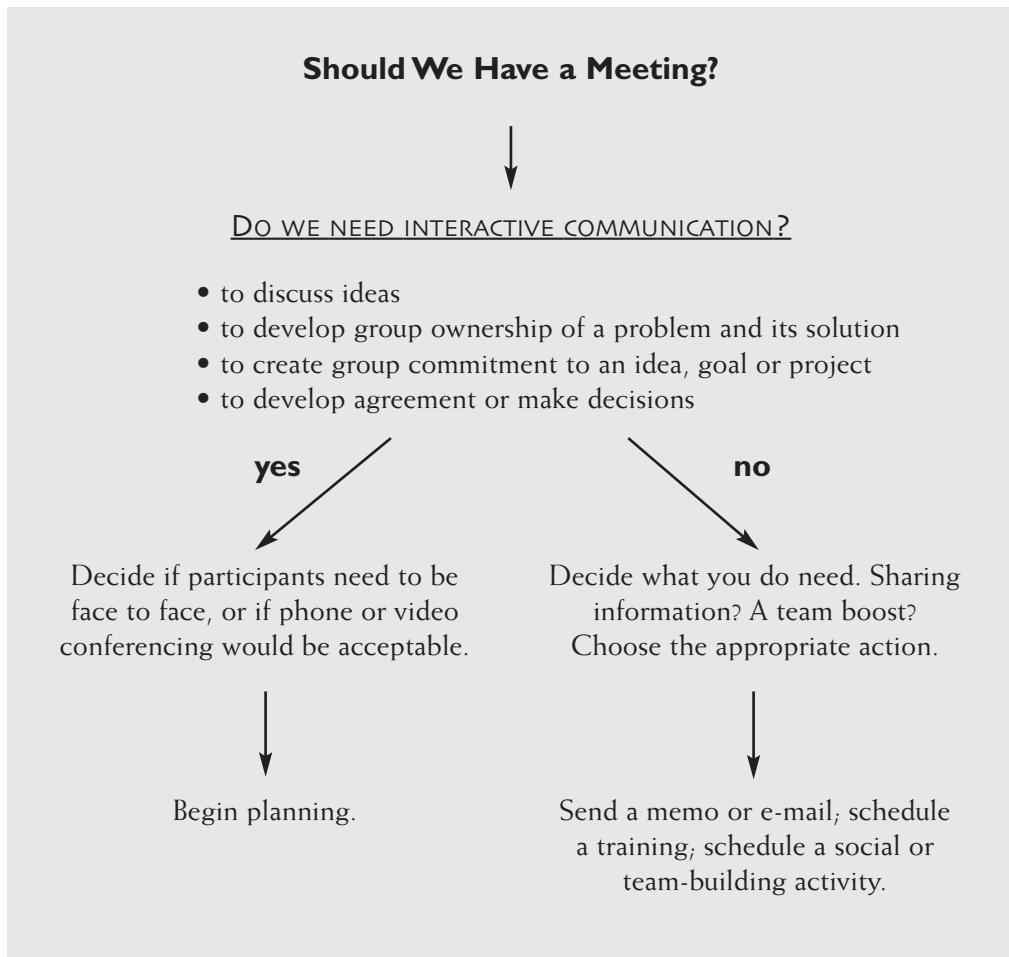 Should We Have a Meeting?
DO WE NEED INTERACTIVE COMMUNICATION?
• to discuss ideas
• to develop group ownership of a problem and its solution
• to create group commitment to an idea, goal or project
• to develop agreement or make decisions
yes
no
Decide if participants need to be
face to face, or if phone or video
conferencing would be acceptable.
Decide what you do need. Sharing
information? A team boost?
Choose the appropriate action.
Begin planning.
Send a memo or e-mail; schedule
a training; schedule a social or
team-building activity.